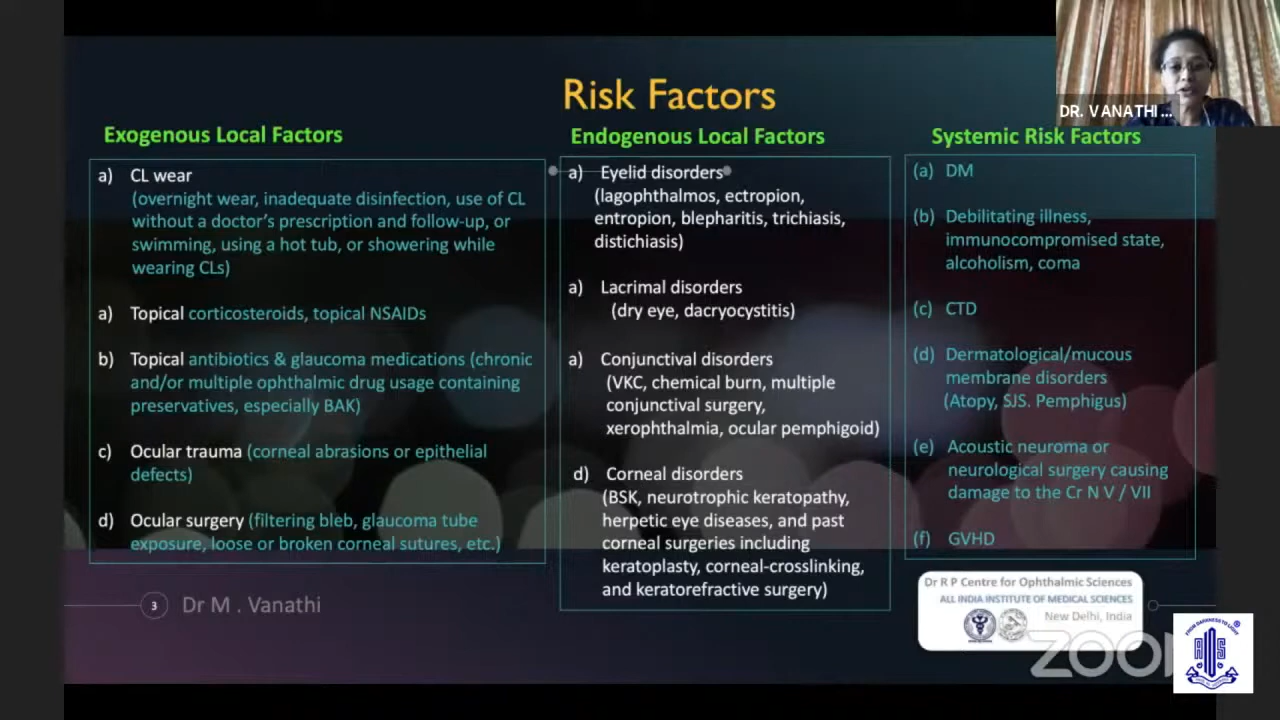 Risk Factors
DR. VANATHI ...
Exogenous Local Factors
a) CL wear
(overnight wear, inadequate disinfection, use of CL
without a doctor's prescription and follow-up, or
swimming, using a hot tub, or showering while
wearing CLs)
a) Topical corticosteroids, topical NSAIDs
b) Topical antibiotics & glaucoma medications (chronic
and/or multiple ophthalmic drug usage containing
preservatives, especially BAK)
c) Ocular trauma (corneal abrasions or epithelial
defects)
d) Ocular surgery (filtering bleb, glaucoma tube
exposure, loose or broken corneal sutures, etc.)
Endogenous Local Factors
a) Eyelid disorders
(lagophthalmos, ectropion,
entropion, blepharitis, trichiasis,
distichiasis)
a) Lacrimal disorders
(dry eye, dacryocystitis)
a) Conjunctival disorders
(VKC, chemical burn, multiple
conjunctival surgery,
xerophthalmia, ocular pemphigoid)
d) Corneal disorders
(BSK, neurotrophic keratopathy,
herpetic eye diseases, and past
corneal surgeries including
keratoplasty, corneal-crosslinking,
and keratorefractive surgery)
Systemic Risk Factors
(a) DM
(b) Debilitating illness,
immunocompromised state,
alcoholism, coma
(c) CTD
(d) Dermatological/mucous
membrane disorders
(Atopy, SJS. Pemphigus)
(e) Acoustic neuroma or
neurological surgery causing
damage to the Cr N V / VII
(f) GVHD
3 Dr M . Vanathi
Dr R P Centre for Ophthalmic Sciences
ALL INDIA INSTITUTE OF MEDICAL SCIENCES
New Delhi, India
ZOOM